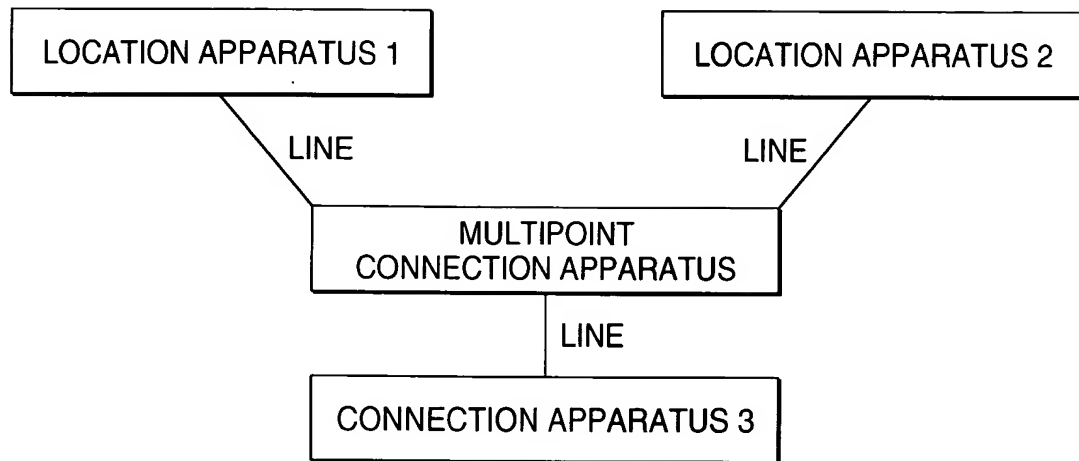 LOCATION APPARATUS 1
LOCATION APPARATUS 2
LINE
LINE
MULTIPOINT
CONNECTION APPARATUS
LINE
CONNECTION APPARATUS 3